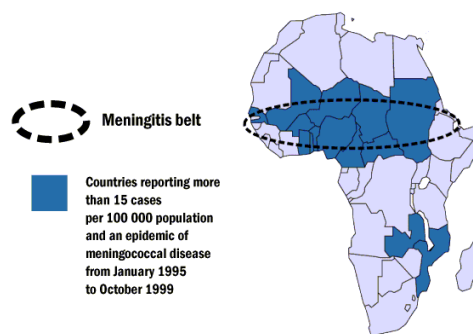 Meningitis belt
Countries reporting more
than 15 cases
per 100 000 population
and an epidemic of
meningococcal disease
from January 1995
to October 1999